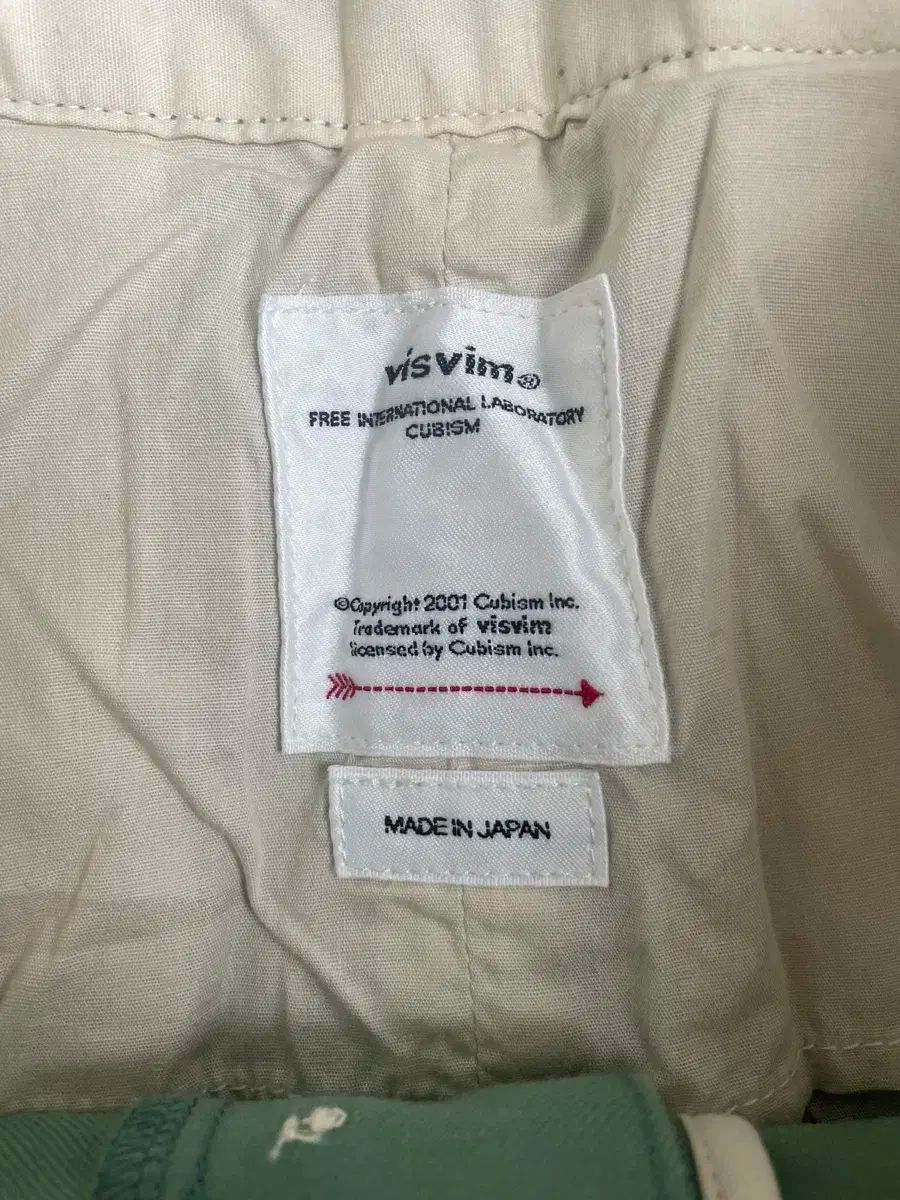 visvim®
FREE INTERNATIONAL LABORATORY
CUBISM
©Copyright 2001 Cubism Inc.
Trademark of visvim
licensed by Cubism Inc.
MADE IN JAPAN